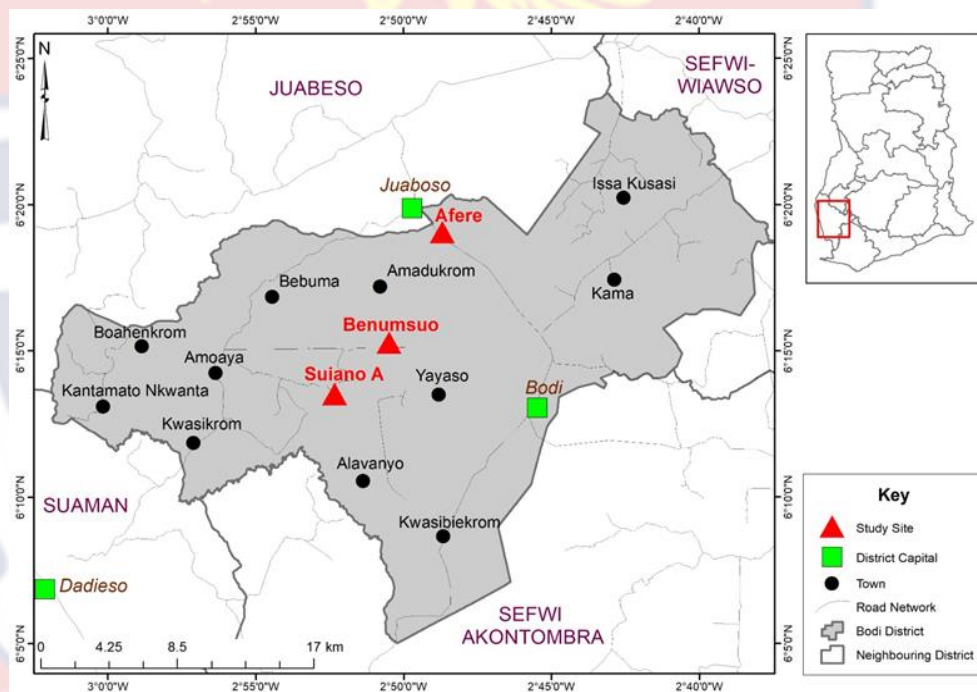 3°0'0"W 2°55'0"W 2°50'0"W 2°45'0"W 2°40'0"W
6°25'0"N
N
JUABESO
SEFWI-
WIAWSO
Juaboso
Issa Kusasi
6°20'0"N
Afere
Bebuma
Amadukrom
Kama
Boahenkrom
Benumsuo
6°15'0"N
Amoaya
Suiano A
Yayaso
Bodi
Kantamato Nkwanta
Kwasikrom
Alavanyo
6°10'0"N
SUAMAN
Kwasibiekrom
Dadieso
SEFWI
AKONTOMBRA
0 4.25 8.5 17 km
6°5'0"N
3°0'0"W 2°55'0"W 2°50'0"W 2°45'0"W 2°40'0"W
6°25'0"N
6°20'0"N
6°15'0"N
6°10'0"N
6°5'0"N
Key
Study Site
District Capital
Town
Road Network
Bodi District
Neighbouring District